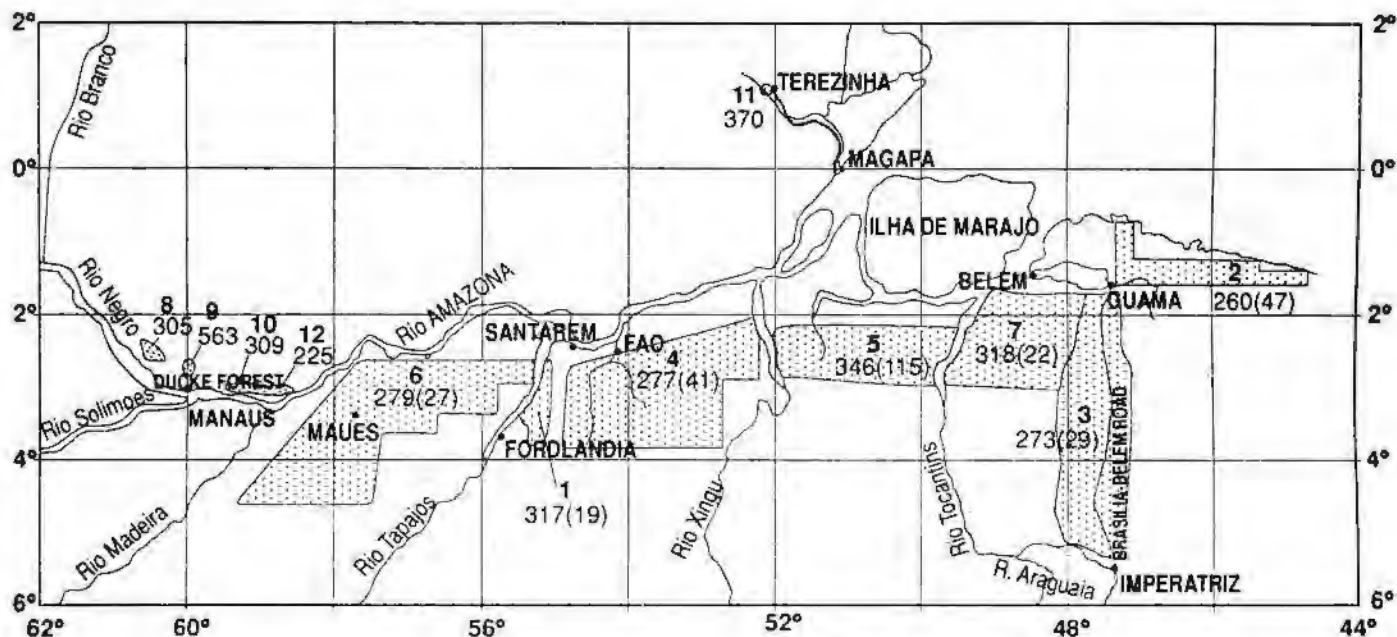 2° 2°
Rio Branco
TEREZINHA
11
370
0° MAGAPA 0°
ILHA DE MARAJO
Rio Negro
Rio AMAZONA
BELEM
2
GUAMA 260(47)
8 9 10 12
305 563 309 225
2° 2°
SANTAREM
FAO
4
277(41)
5
346(115)
7
318(22)
DUCKE FOREST
6
279(27)
Rio Solimoes
MANAUS
MAUES
FORDLANDIA
3
273(29)
BRASILIA-BELEM ROAD
4° 4°
1
317(19)
Rio Madeira
Rio Tapajos
Rio Xingu
Rio Tocantins
R. Araguaia
IMPERATRIZ
6° 6°
62° 60° 56° 52° 48° 44°